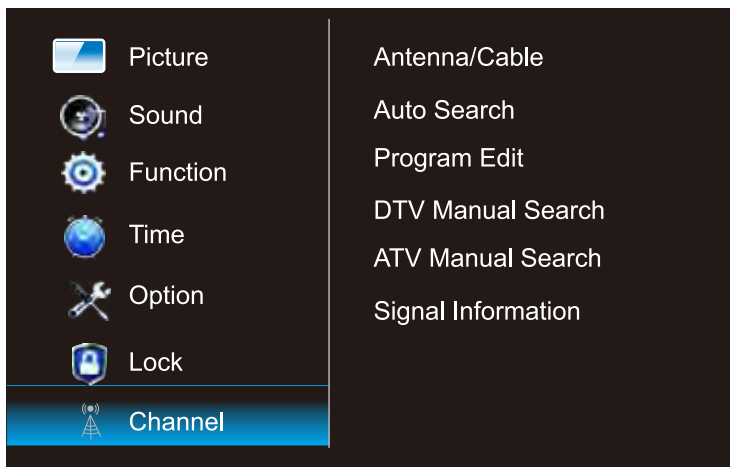 Picture
Sound
Function
Time
Option
Lock
Channel
Antenna/Cable
Auto Search
Program Edit
DTV Manual Search
ATV Manual Search
Signal Information